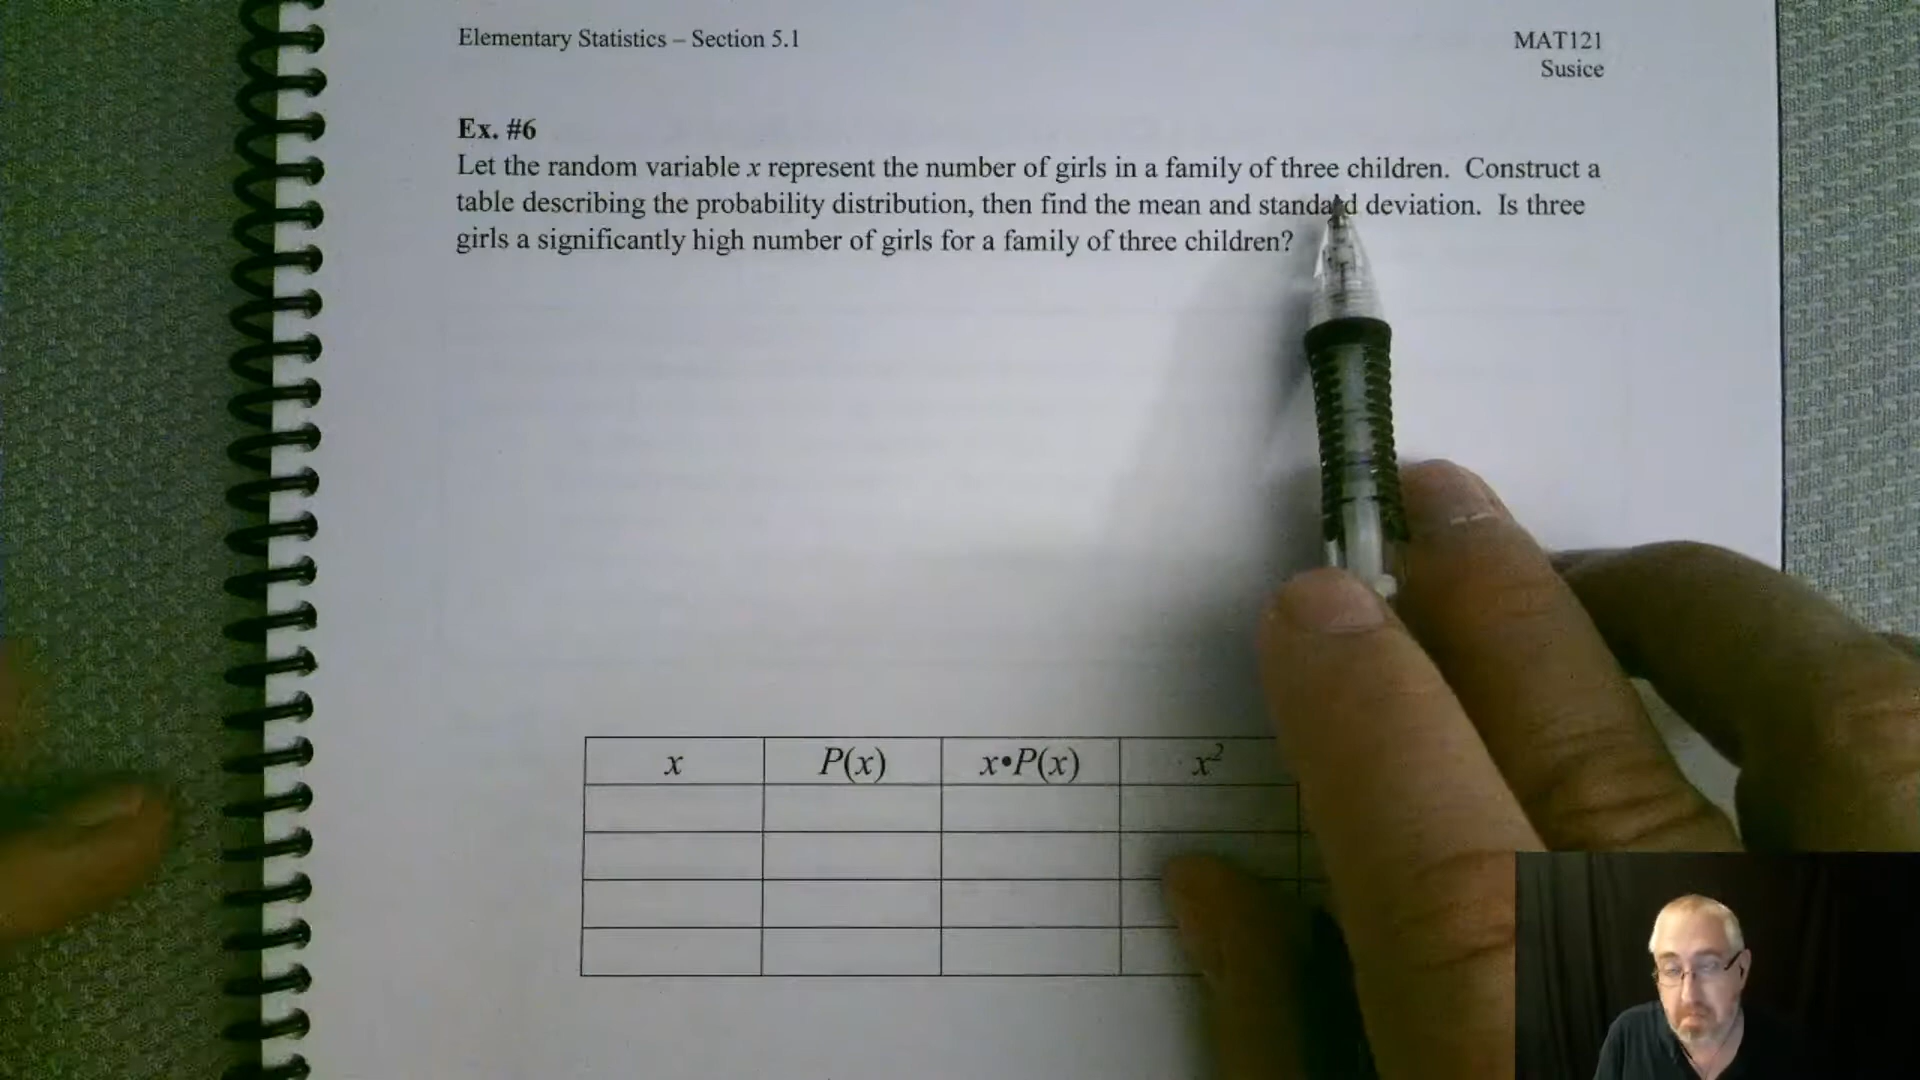 Elementary Statistics – Section 5.1
MAT121
Susice
Ex. #6
Let the random variable x represent the number of girls in a family of three children. Construct a
table describing the probability distribution, then find the mean and standard deviation. Is three
girls a significantly high number of girls for a family of three children?
x P(x) x•P(x) x²